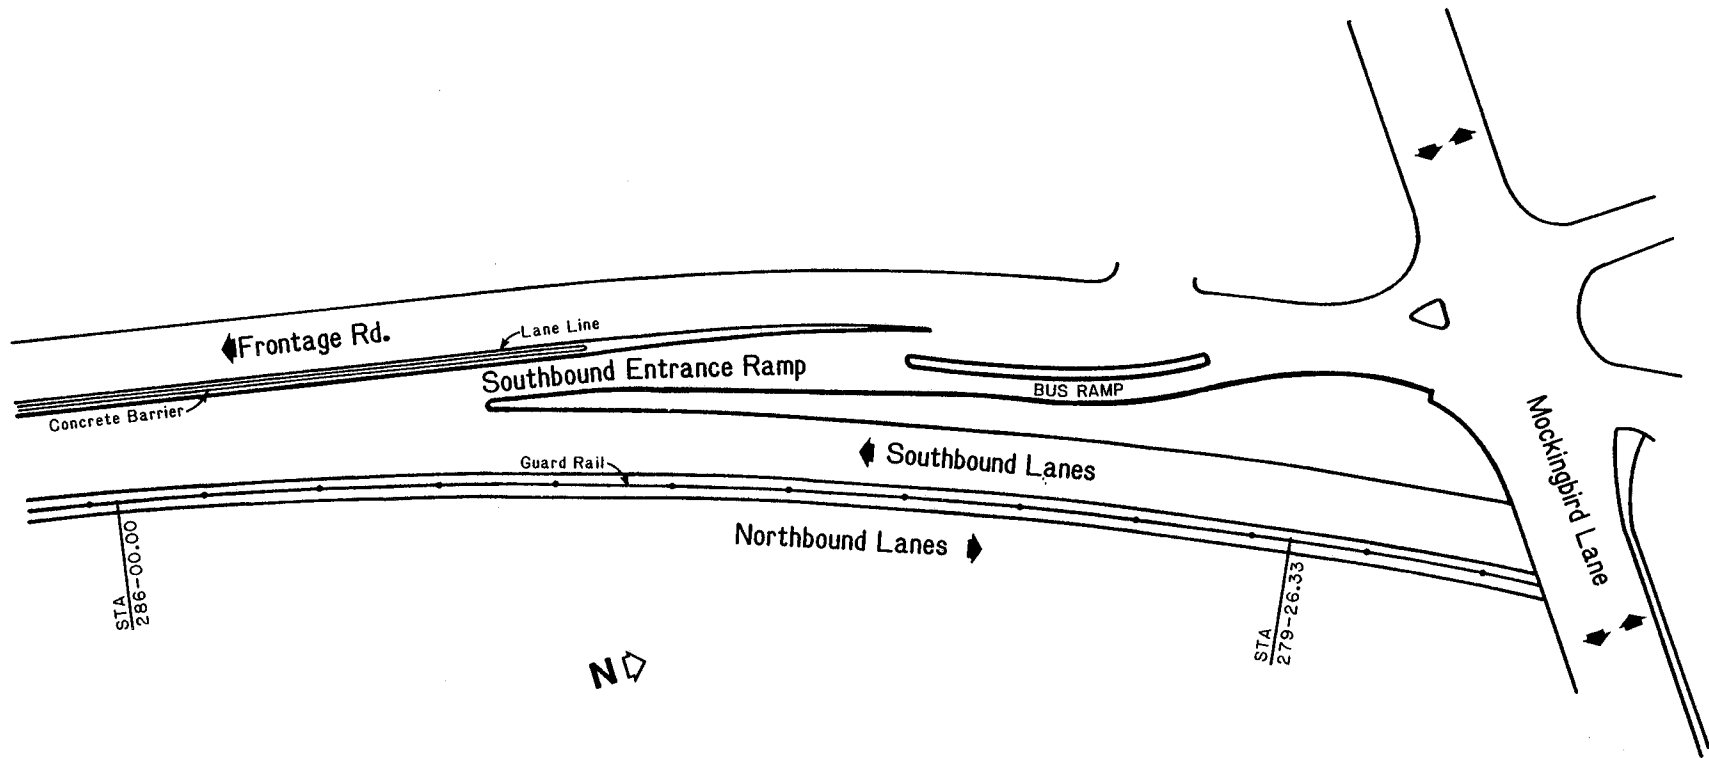 Frontage Rd.
Lane Line
Southbound Entrance Ramp
BUS RAMP
Concrete Barrier
Mockingbird Lane
Southbound Lanes
Guard Rail
Northbound Lanes
STA
286-00.00
STA
279-26.33
N